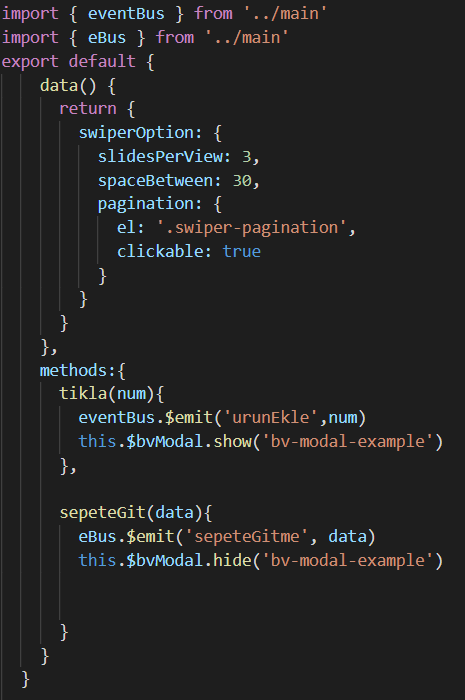 import { eventBus } from '../main'
import { eBus } from '../main'
export default {
    data() {
      return {
        swiperOption: {
          slidesPerView: 3,
          spaceBetween: 30,
          pagination: {
            el: '.swiper-pagination',
            clickable: true
          }
        }
      }
    },
    methods:{
      tikla(num){
        eventBus.$emit('urunEkle',num)
        this.$bvModal.show('bv-modal-example')
      },
      sepeteGit(data){
        eBus.$emit('sepeteGitme', data)
        this.$bvModal.hide('bv-modal-example')
      }
    }
  }